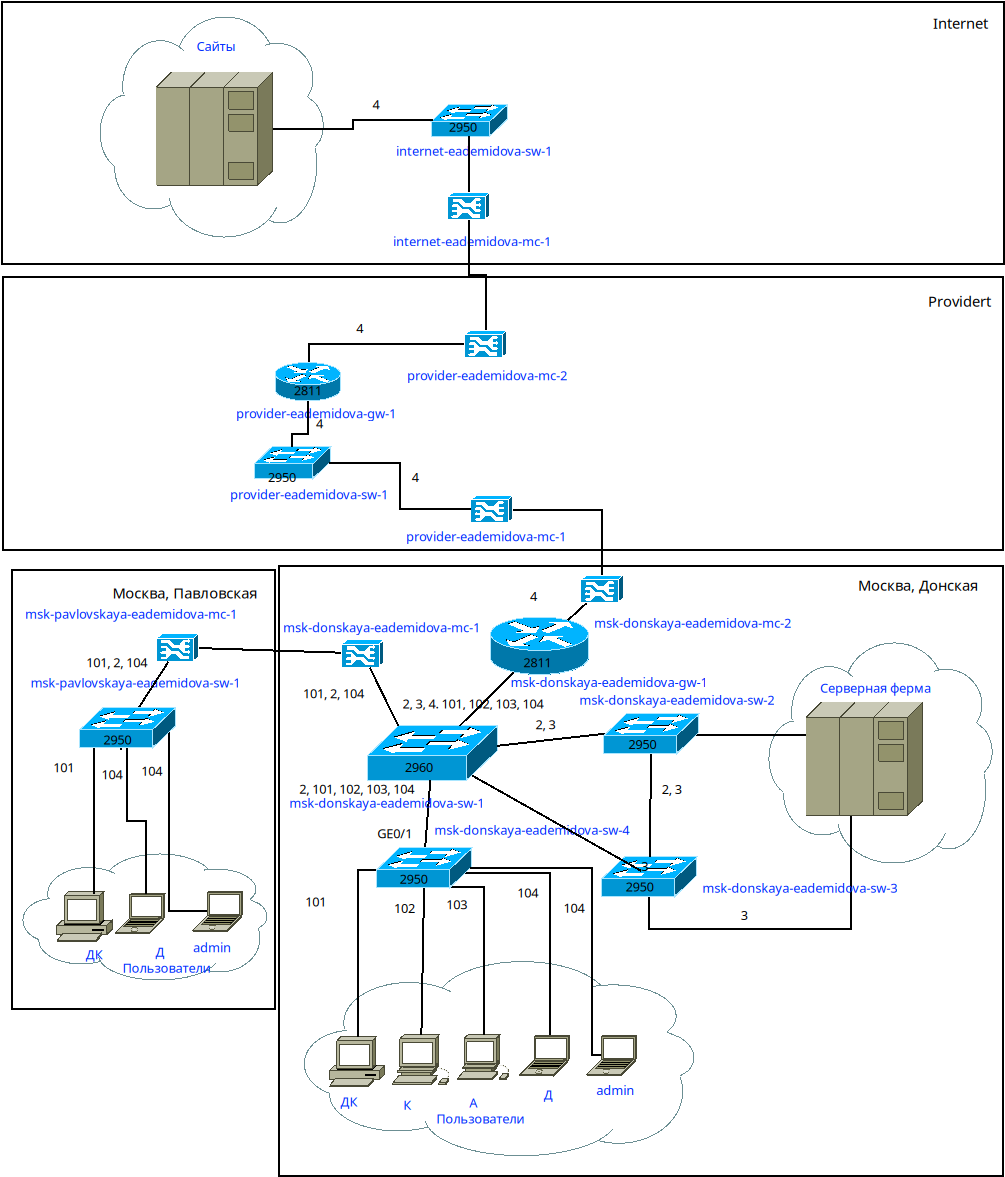 Internet
Сайты
4
2950
internet-eademidova-sw-1
internet-eademidova-mc-1
Providert
4
provider-eademidova-mc-2
2811
provider-eademidova-gw-1
4
2950
4
provider-eademidova-sw-1
provider-eademidova-mc-1
Москва, Павловская
msk-pavlovskaya-eademidova-mc-1
101, 2, 104
msk-pavlovskaya-eademidova-sw-1
2950
101
104
104
ДК
Д
admin
Пользователи
Москва, Донская
4
msk-donskaya-eademidova-mc-1
msk-donskaya-eademidova-mc-2
2811
msk-donskaya-eademidova-gw-1
101, 2, 104
2, 3, 4. 101, 102, 103, 104
msk-donskaya-eademidova-sw-2
Серверная ферма
2, 3
2950
2960
2, 101, 102, 103, 104
2, 3
msk-donskaya-eademidova-sw-1
GE0/1
msk-donskaya-eademidova-sw-4
3
2950
2950
msk-donskaya-eademidova-sw-3
101
102
103
104
104
3
ДК
К
А
Д
admin
Пользователи